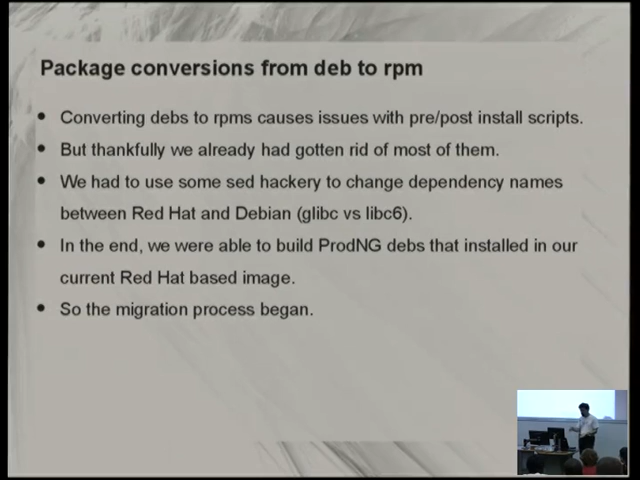 Package conversions from deb to rpm
Converting debs to rpms causes issues with pre/post install scripts.
But thankfully we already had gotten rid of most of them.
We had to use some sed hackery to change dependency names
between Red Hat and Debian (glibc vs libc6).
In the end, we were able to build ProdNG debs that installed in our
current Red Hat based image.
So the migration process began.